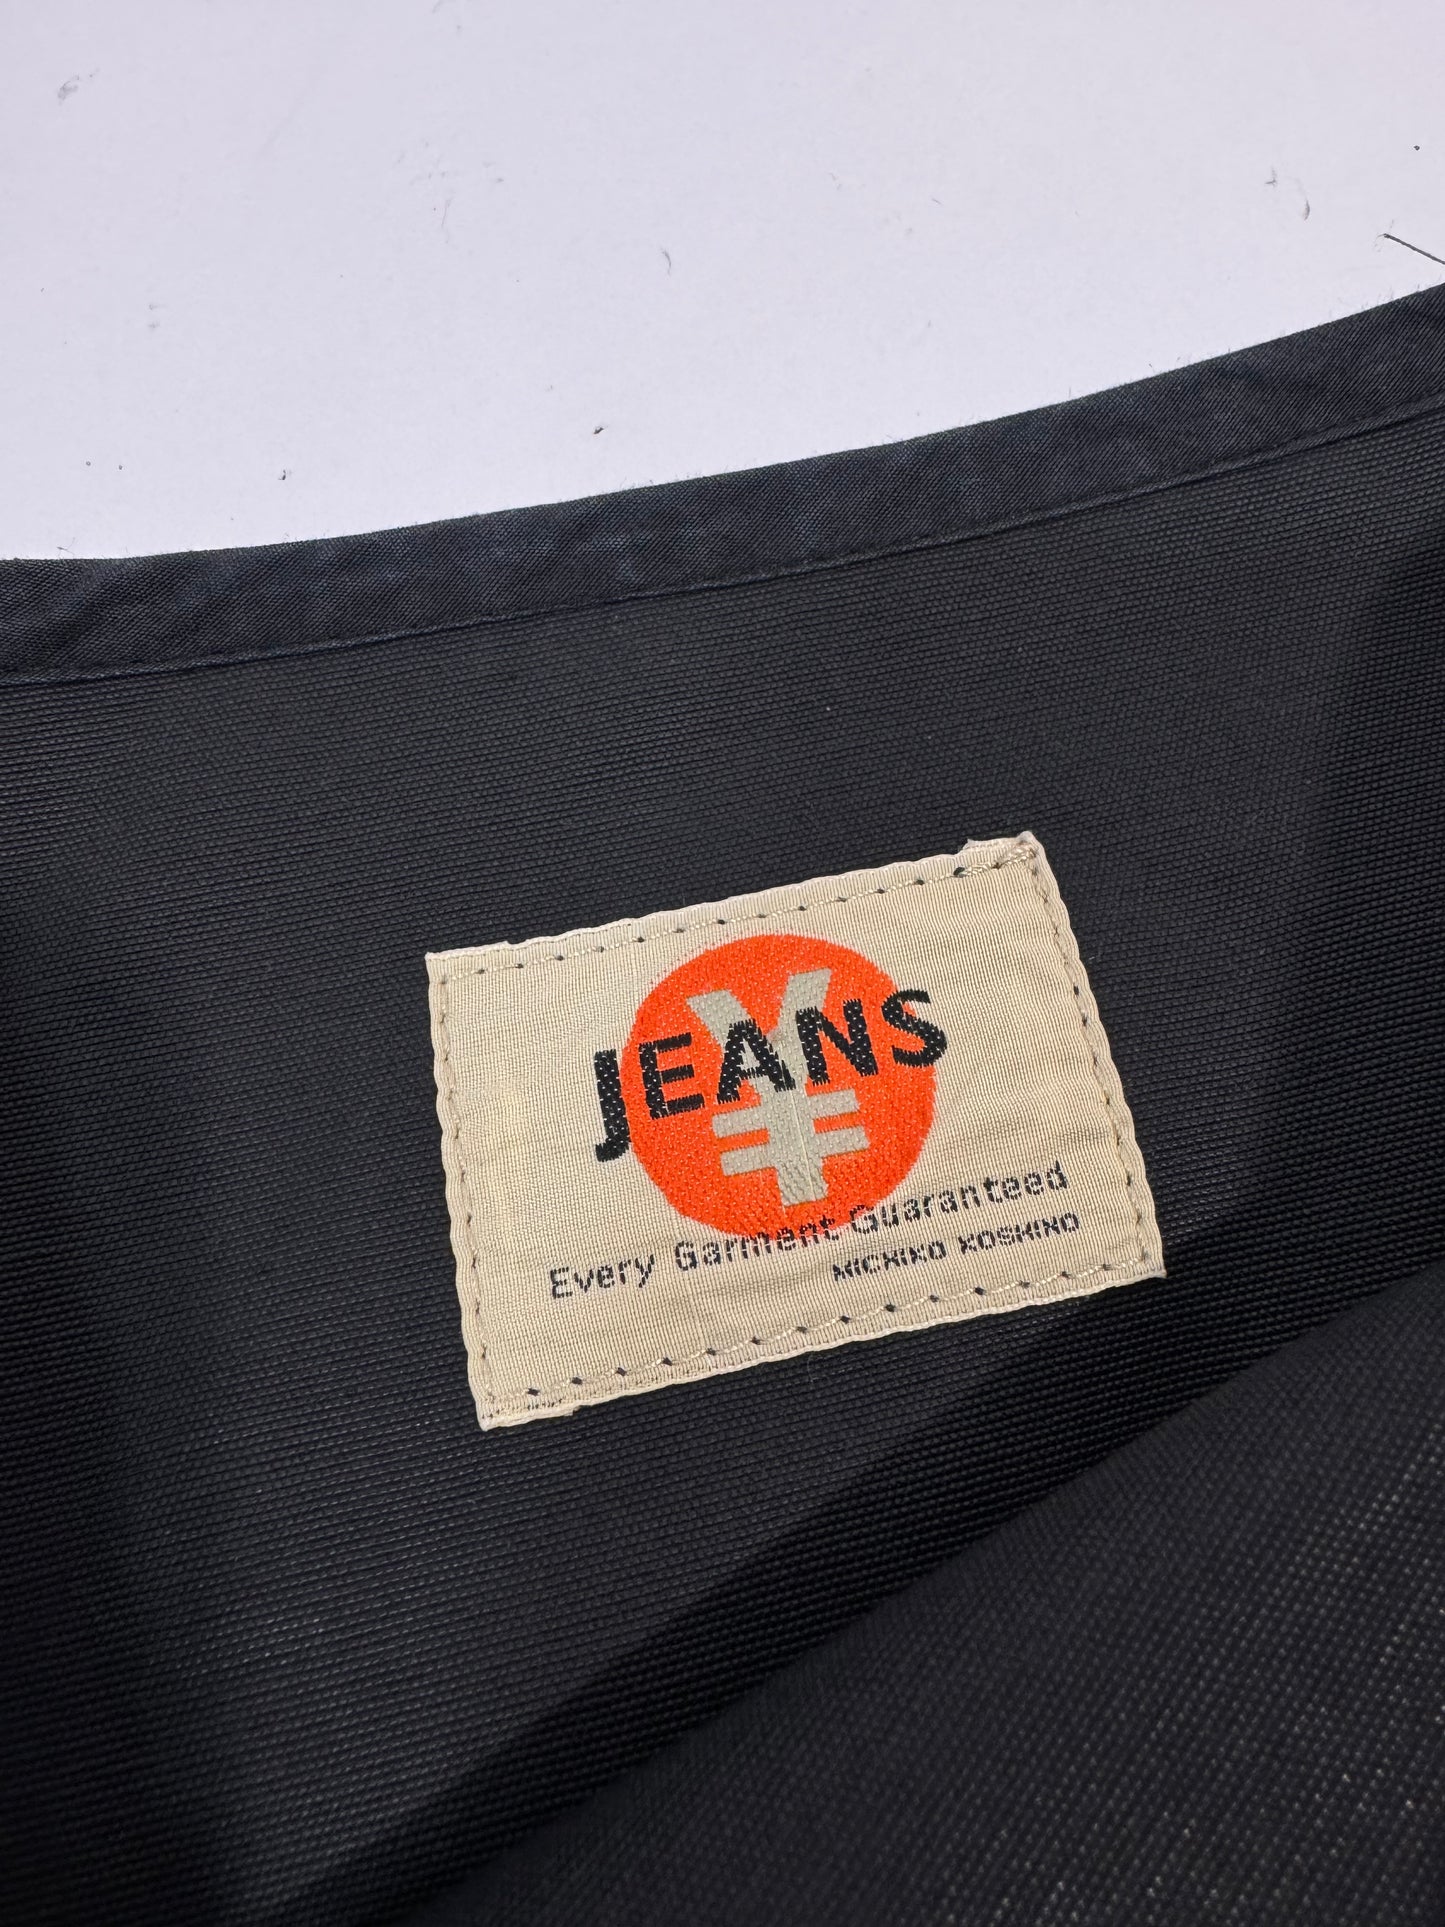 ¥
JEANS
Every Garment Guaranteed
MICHIKO KOSHINO